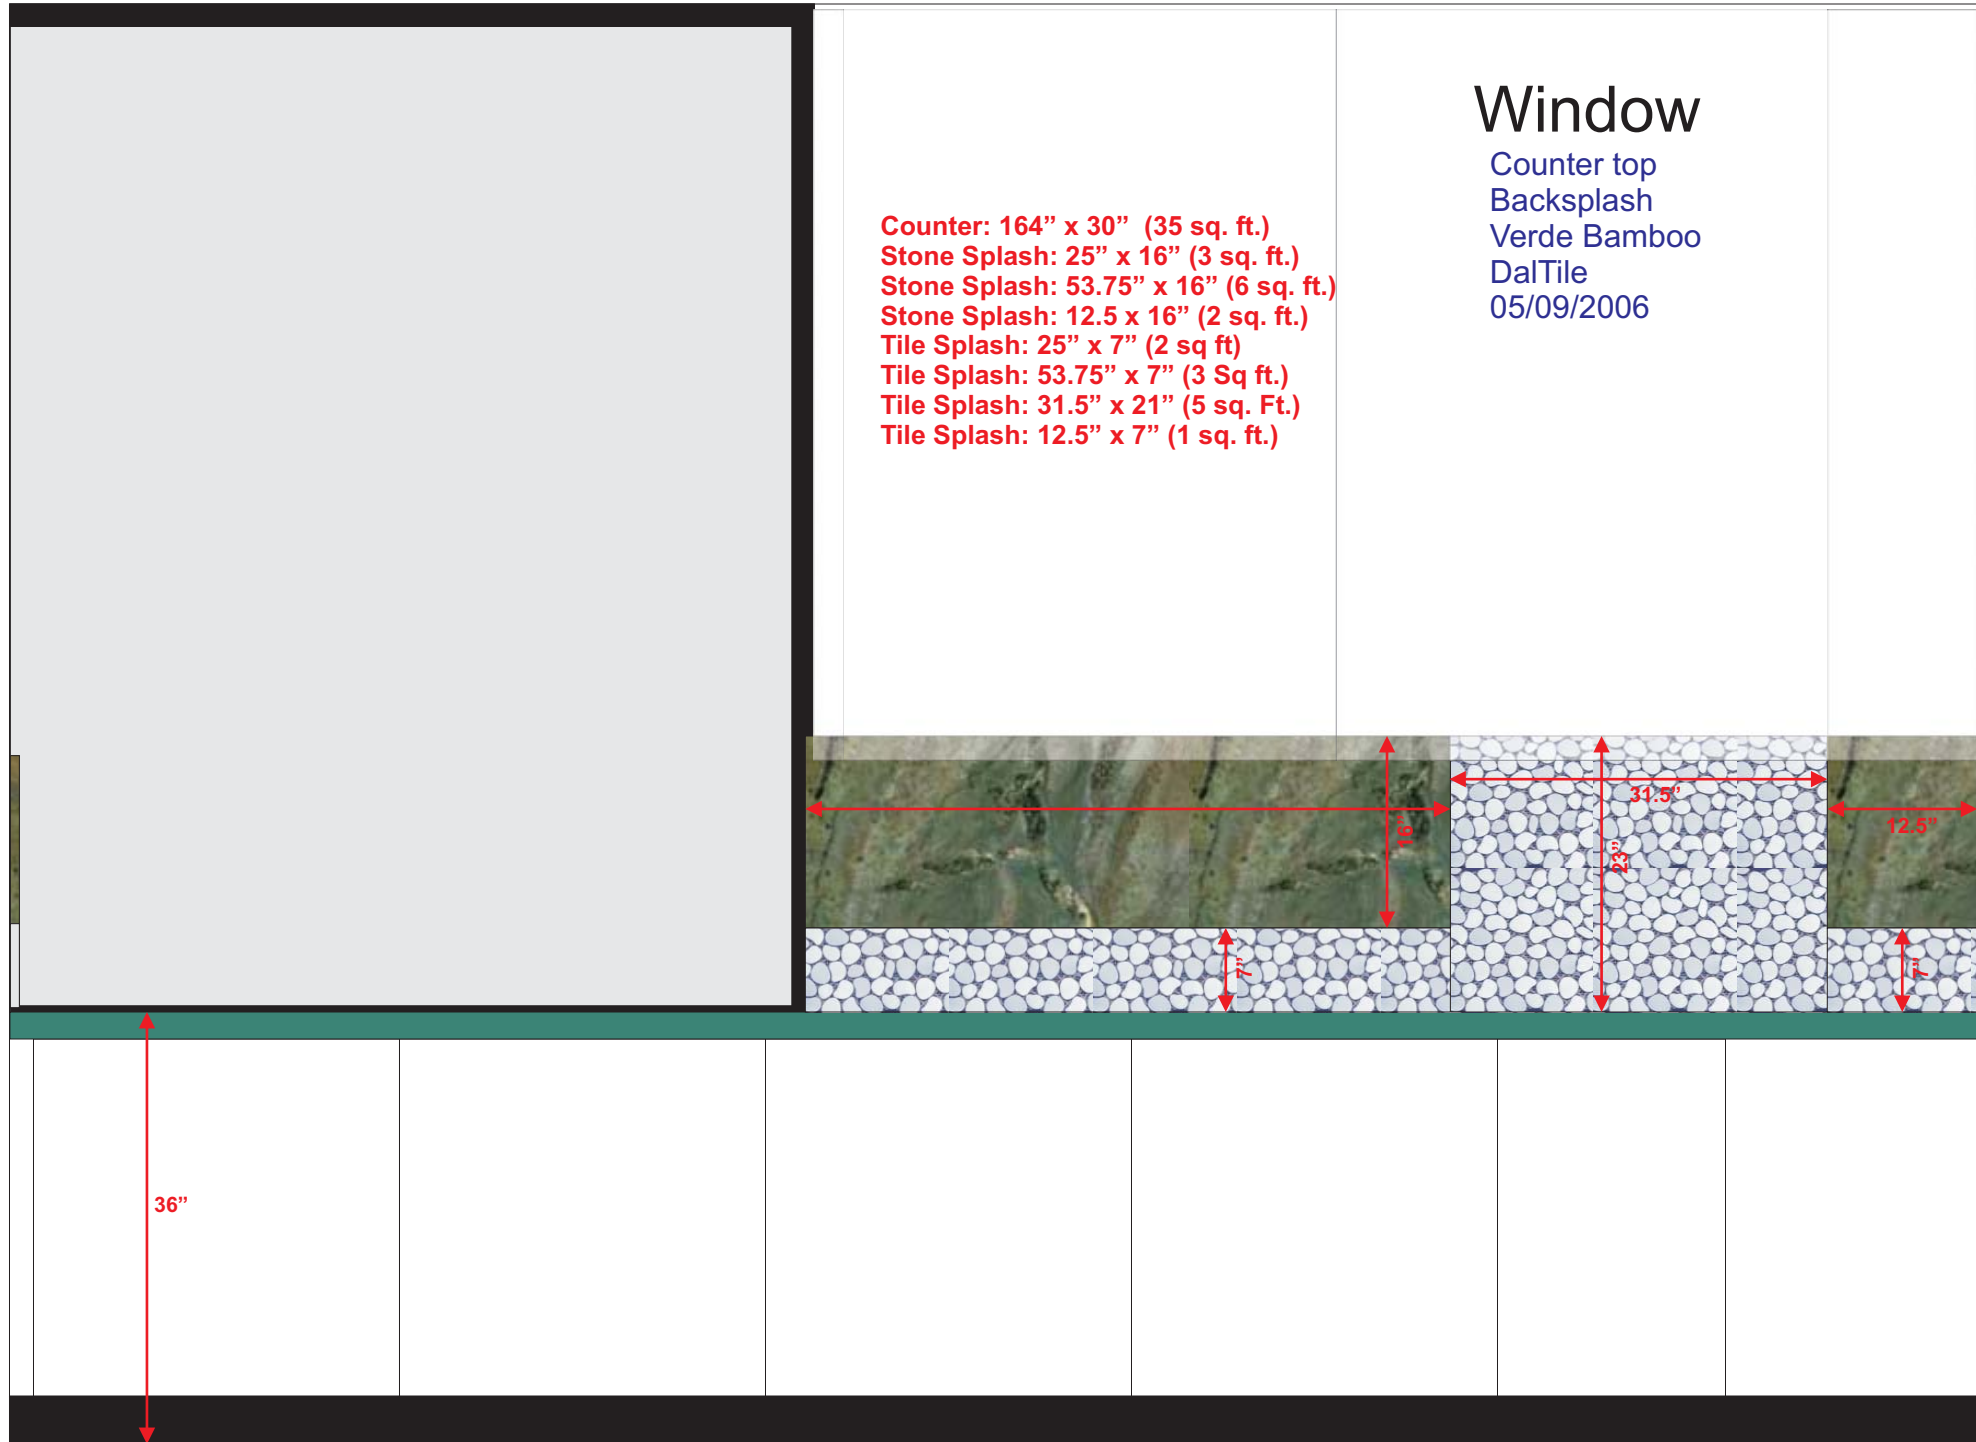 Window
Counter top
Backsplash
Verde Bamboo
DalTile
05/09/2006
Counter: 164” x 30”  (35 sq. ft.)
Stone Splash: 25” x 16” (3 sq. ft.)
Stone Splash: 53.75” x 16” (6 sq. ft.)
Stone Splash: 12.5 x 16” (2 sq. ft.)
Tile Splash: 25” x 7” (2 sq ft)
Tile Splash: 53.75” x 7” (3 Sq ft.)
Tile Splash: 31.5” x 21” (5 sq. Ft.)
Tile Splash: 12.5” x 7” (1 sq. ft.)
16”
31.5”
23”
12.5”
7”
7”
36”